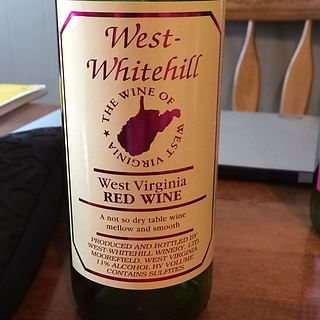 West-
Whitehill
★ THE WINE OF WEST VIRGINIA
West Virginia
RED WINE
A not so dry table wine
mellow and smooth
PRODUCED AND BOTTLED BY
WEST-WHITEHILL WINERY, LTD.
MOOREFIELD, WEST VIRGINIA
11% ALCOHOL BY VOLUME
CONTAINS SULFITES